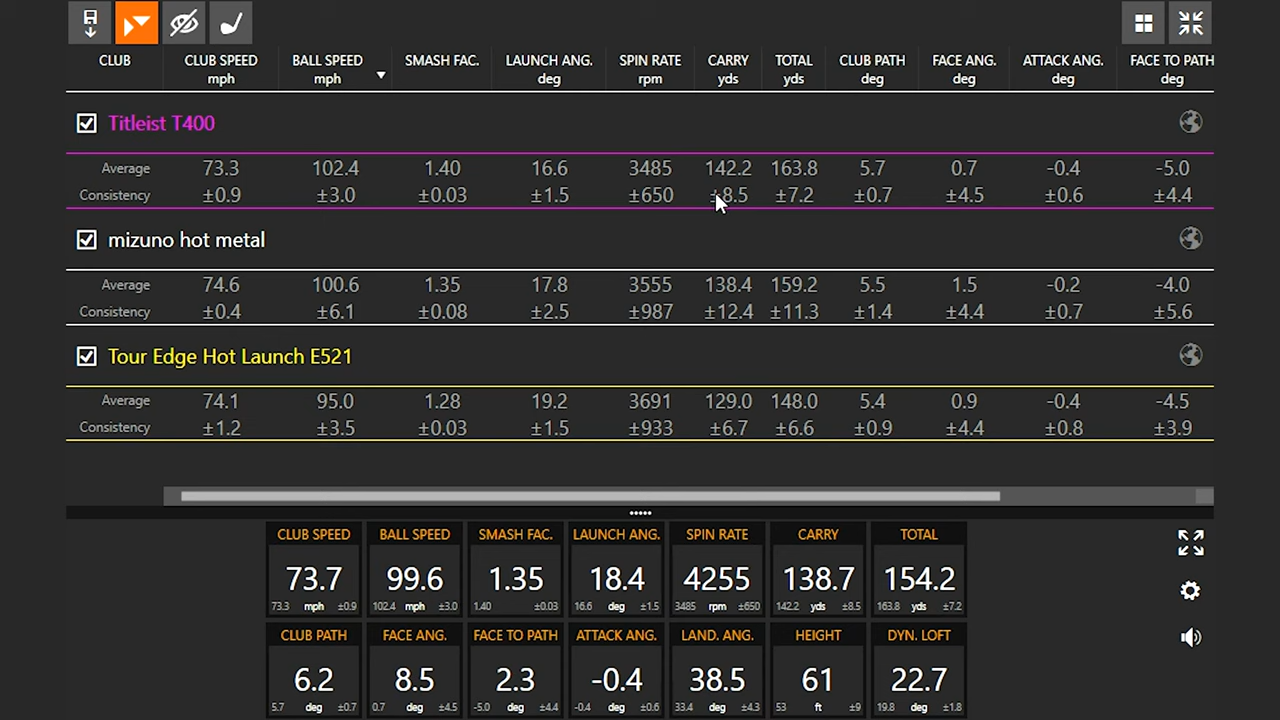 CLUB CLUB SPEED BALL SPEED SMASH FAC. LAUNCH ANG. SPIN RATE CARRY TOTAL CLUB PATH FACE ANG. ATTACK ANG. FACE TO PATH
mph mph deg rpm yds yds deg deg deg deg
Titleist T400
Average 73.3 102.4 1.40 16.6 3485 142.2 163.8 5.7 0.7 -0.4 -5.0
Consistency ±0.9 ±3.0 ±0.03 ±1.5 ±650 ±8.5 ±7.2 ±0.7 ±4.5 ±0.6 ±4.4
mizuno hot metal
Average 74.6 100.6 1.35 17.8 3555 138.4 159.2 5.5 1.5 -0.2 -4.0
Consistency ±0.4 ±6.1 ±0.08 ±2.5 ±987 ±12.4 ±11.3 ±1.4 ±4.4 ±0.7 ±5.6
Tour Edge Hot Launch E521
Average 74.1 95.0 1.28 19.2 3691 129.0 148.0 5.4 0.9 -0.4 -4.5
Consistency ±1.2 ±3.5 ±0.03 ±1.5 ±933 ±6.7 ±6.6 ±0.9 ±4.4 ±0.8 ±3.9
CLUB SPEED BALL SPEED SMASH FAC. LAUNCH ANG. SPIN RATE CARRY TOTAL
73.7 99.6 1.35 18.4 4255 138.7 154.2
73.3 mph ±0.9 102.4 mph ±3.0 1.40 ±0.03 16.6 deg ±1.5 3485 rpm ±650 142.2 yds ±8.5 163.8 yds ±7.2
CLUB PATH FACE ANG. FACE TO PATH ATTACK ANG. LAND. ANG. HEIGHT DYN. LOFT
6.2 8.5 2.3 -0.4 38.5 61 22.7
5.7 deg ±0.7 0.7 deg ±4.5 -5.0 deg ±4.4 -0.4 deg ±0.6 33.4 deg ±4.3 53 ft ±9 19.8 deg ±1.8